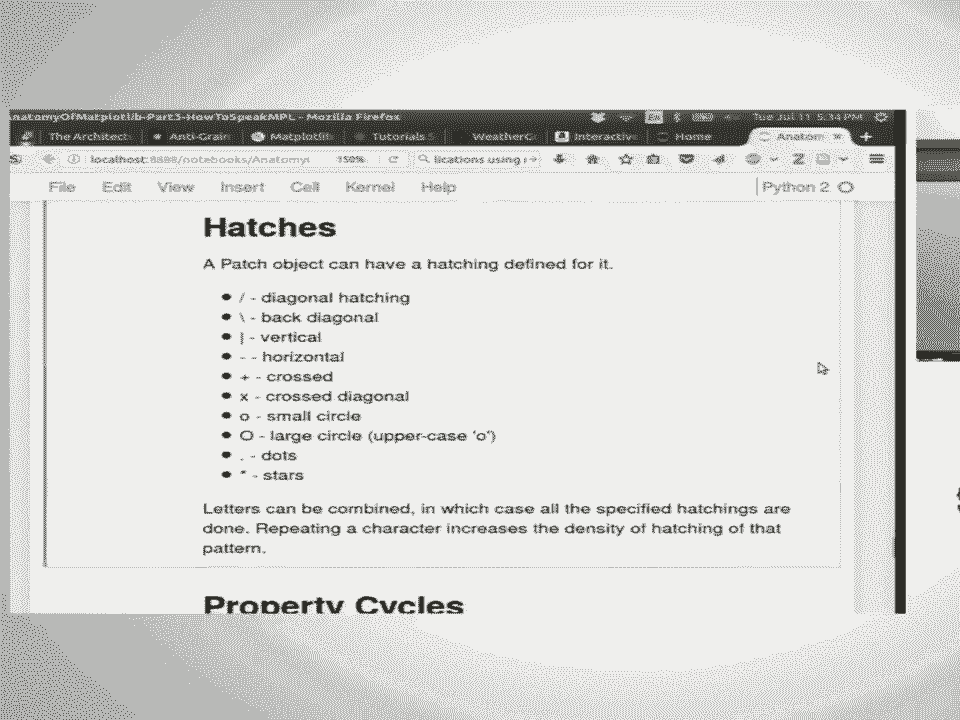 AnatomyOfMatplotlib-Part3-HowToSpeakMPL - Mozilla Firefox
En
Tue Jul 11 5:34 PM
The Architect
Anti-Grain
Matplotlib
Tutorials
WeatherG
Interactive
Home
Anatom
localhost:8888/notebooks/Anatomy
150%
lications using
File Edit View Insert Cell Kernel Help
Python 2
Hatches
A Patch object can have a hatching defined for it.
/ - diagonal hatching
\ - back diagonal
| - vertical
- - horizontal
+ - crossed
x - crossed diagonal
o - small circle
O - large circle (upper-case 'o')
. - dots
* - stars
Letters can be combined, in which case all the specified hatchings are
done. Repeating a character increases the density of hatching of that
pattern.
Property Cycles